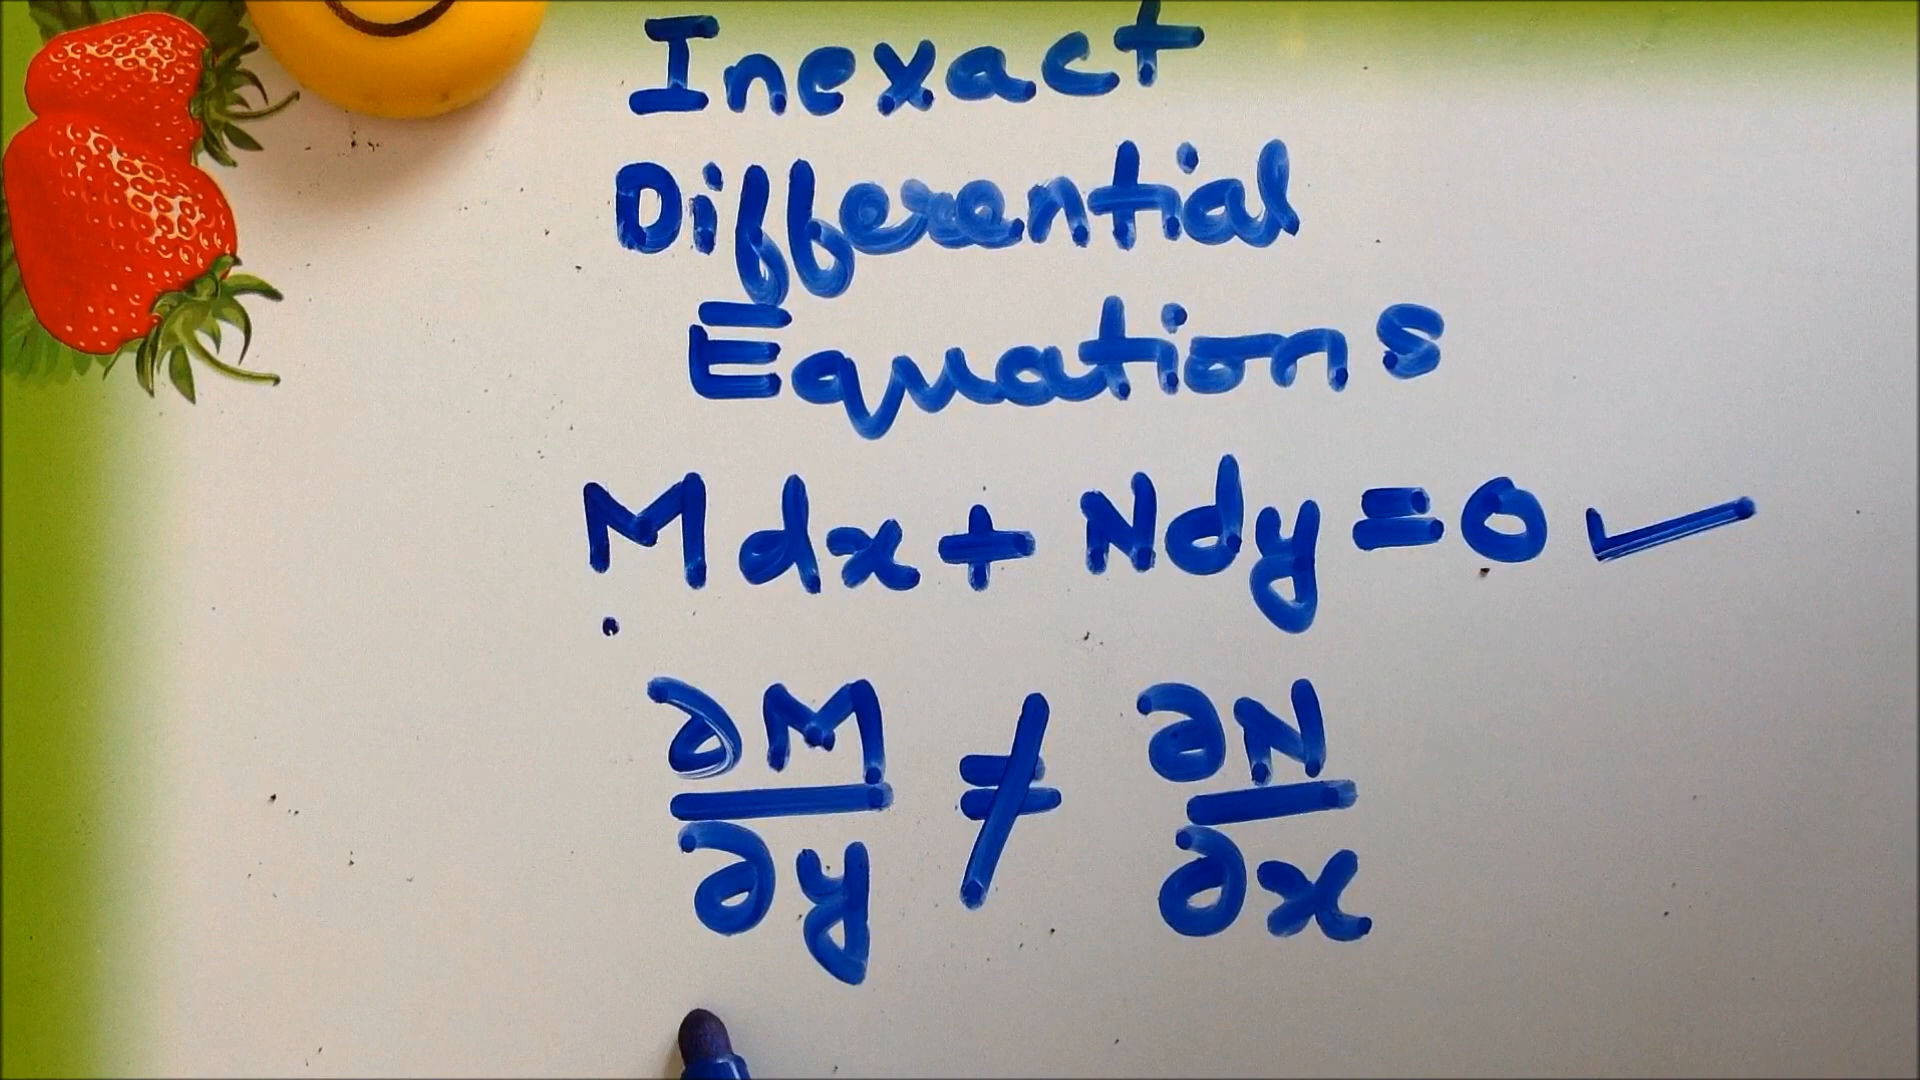 Inexact
Differential
Equations
Mdx + Ndy = 0 ✓
∂M/∂y ≠ ∂N/∂x